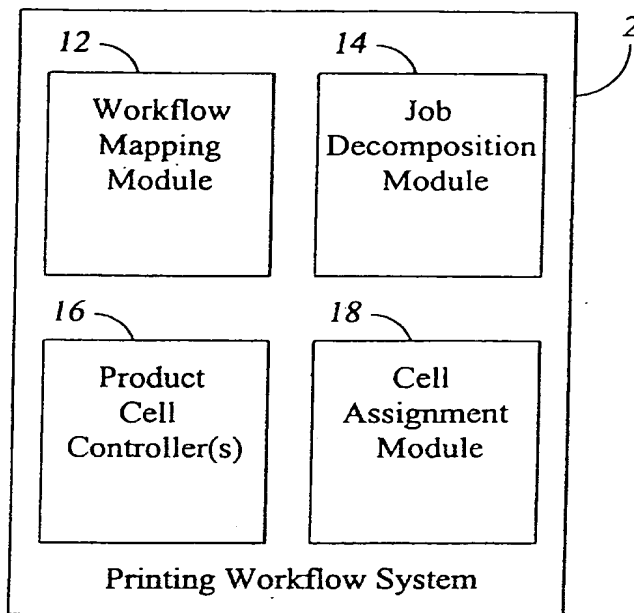 2
12
14
Workflow
Mapping
Module
Job
Decomposition
Module
16
18
Product
Cell
Controller(s)
Cell
Assignment
Module
Printing Workflow System